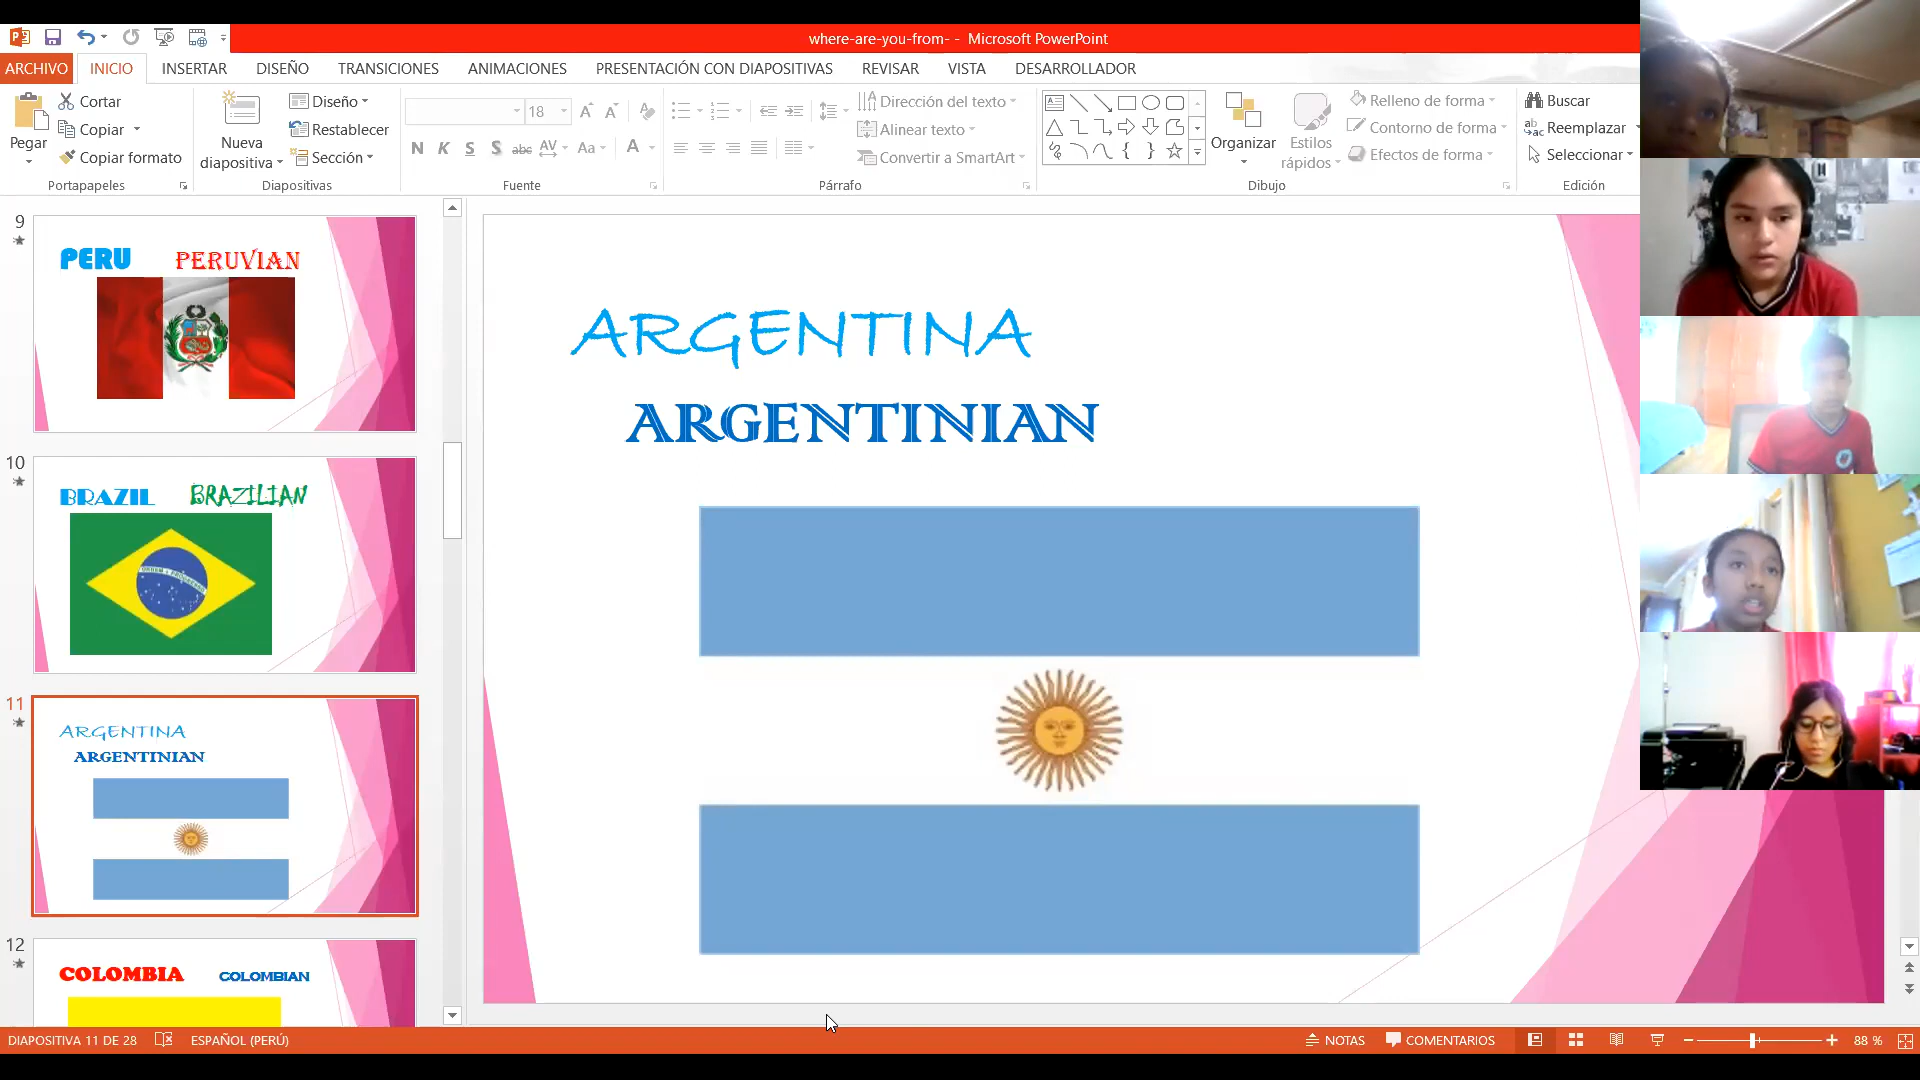 where-are-you-from- - Microsoft PowerPoint
ARCHIVO INICIO INSERTAR DISEÑO TRANSICIONES ANIMACIONES PRESENTACIÓN CON DIAPOSITIVAS REVISAR VISTA DESARROLLADOR
Pegar
Cortar
Copiar
Copiar formato
Portapapeles
Nueva
diapositiva
Diseño
Restablecer
Sección
Diapositivas
18
N K S S abc AV Aa A
Fuente
Dirección del texto
Alinear texto
Convertir a SmartArt
Párrafo
Organizar
Estilos
rápidos
Relleno de forma
Contorno de forma
Efectos de forma
Dibujo
Buscar
Reemplazar
Seleccionar
Edición
9
PERU PERUVIAN
10
BRAZIL BRAZILIAN
11
ARGENTINA
ARGENTINIAN
12
COLOMBIA COLOMBIAN
ARGENTINA
ARGENTINIAN
DIAPOSITIVA 11 DE 28 ESPAÑOL (PERÚ) NOTAS COMENTARIOS 88 %